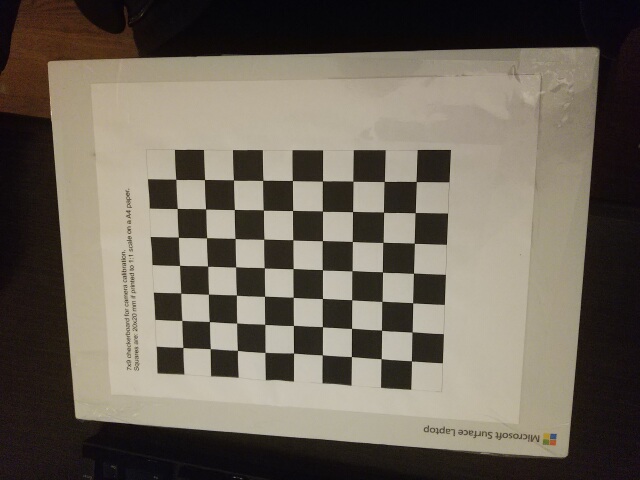 7x9 checkerboard for camera calibration.
Squares are 20x20 mm if printed to 1:1 scale on a A4 paper.
Microsoft Surface Laptop